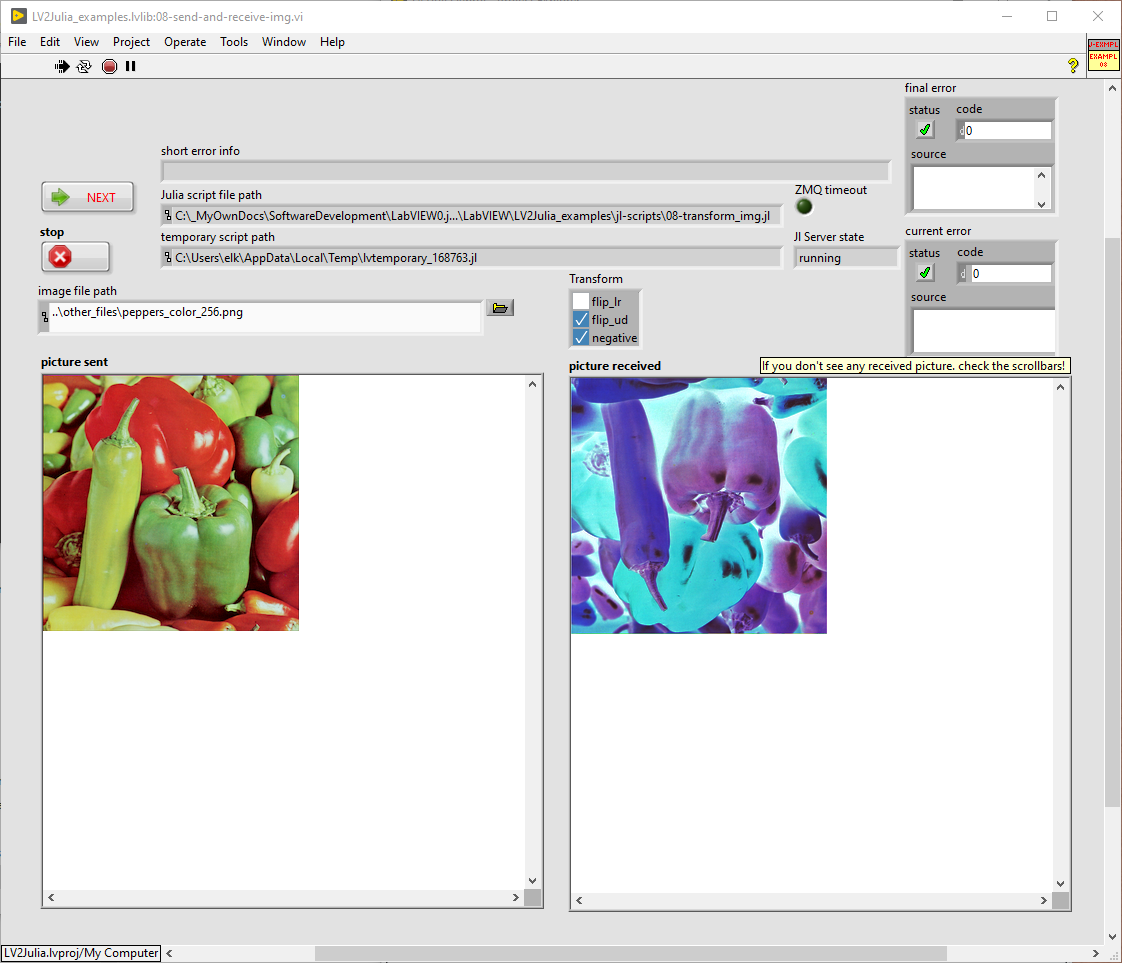 LV2Julia_examples.lvlib:08-send-and-receive-img.vi
File Edit View Project Operate Tools Window Help
J-EXMPL
EXAMPL
08
final error
status code
d 0
source
short error info
NEXT
Julia script file path
C:\_MyOwnDocs\SoftwareDevelopment\LabVIEW0.j...\LabVIEW\LV2Julia_examples\jl-scripts\08-transform_img.jl
ZMQ timeout
stop
temporary script path
C:\Users\elk\AppData\Local\Temp\lvtemporary_168763.jl
Jl Server state
running
current error
status code
d 0
source
image file path
..\other_files\peppers_color_256.png
Transform
flip_lr
flip_ud
negative
picture sent
picture received
If you don't see any received picture. check the scrollbars!
LV2Julia.lvproj/My Computer